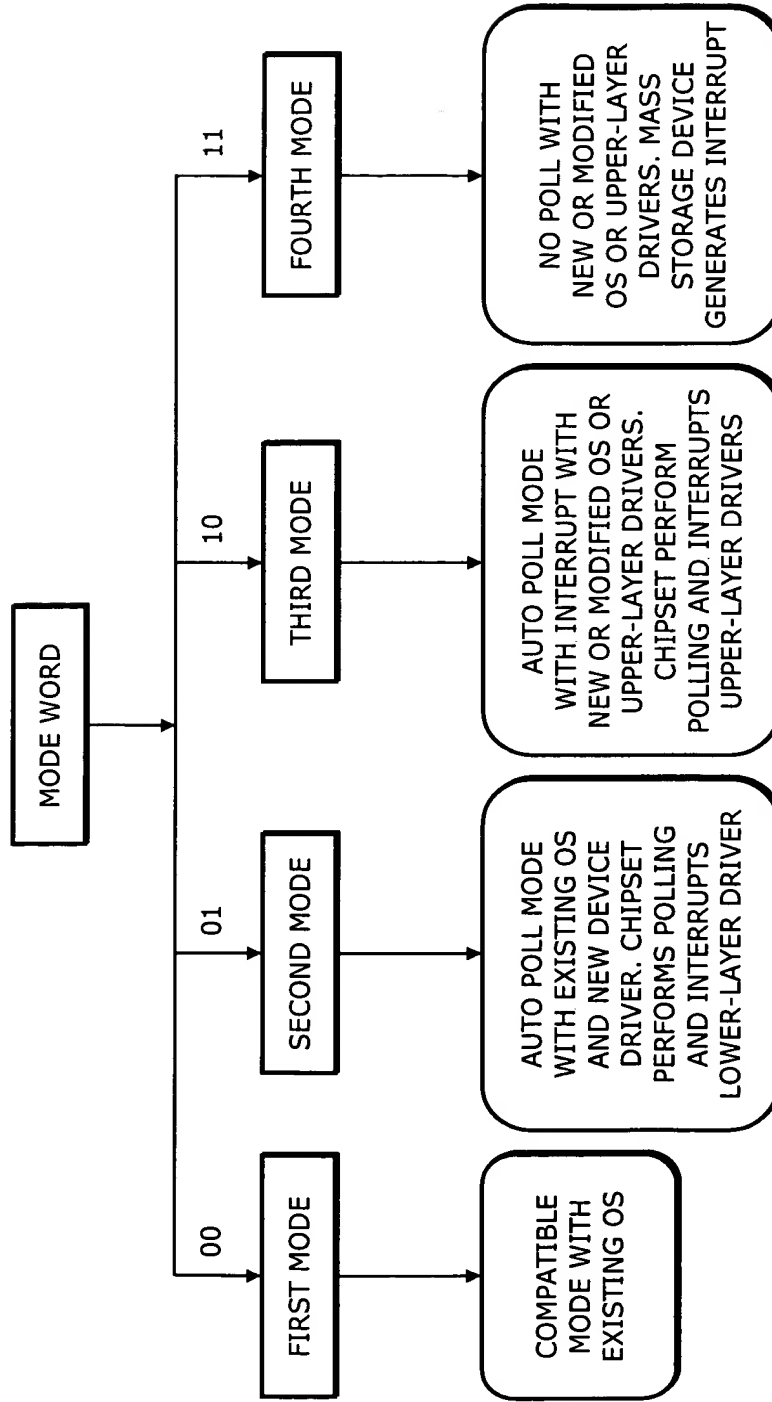 MODE WORD
00
01
10
11
FIRST MODE
SECOND MODE
THIRD MODE
FOURTH MODE
COMPATIBLE
MODE WITH
EXISTING OS
AUTO POLL MODE
WITH EXISTING OS
AND NEW DEVICE
DRIVER. CHIPSET
PERFORMS POLLING
AND INTERRUPTS
LOWER-LAYER DRIVER
AUTO POLL MODE
WITH INTERRUPT WITH
NEW OR MODIFIED OS OR
UPPER-LAYER DRIVERS.
CHIPSET PERFORM
POLLING AND INTERRUPTS
UPPER-LAYER DRIVERS
NO POLL WITH
NEW OR MODIFIED
OS OR UPPER-LAYER
DRIVERS. MASS
STORAGE DEVICE
GENERATES INTERRUPT